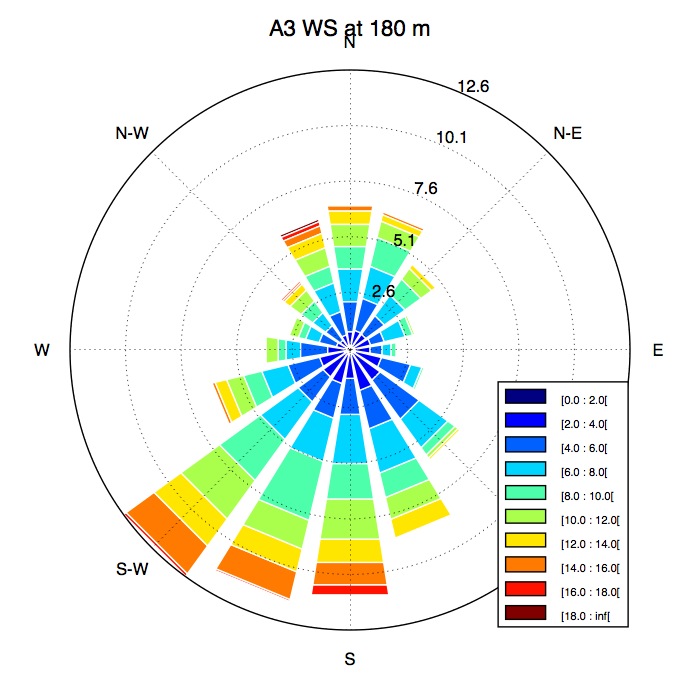 A3 WS at 180 m
N
12.6
N-W
N-E
10.1
7.6
5.1
2.6
W
E
[0.0 : 2.0[
[2.0 : 4.0[
[4.0 : 6.0[
[6.0 : 8.0[
[8.0 : 10.0[
[10.0 : 12.0[
[12.0 : 14.0[
[14.0 : 16.0[
[16.0 : 18.0[
[18.0 : inf[
S-W
S